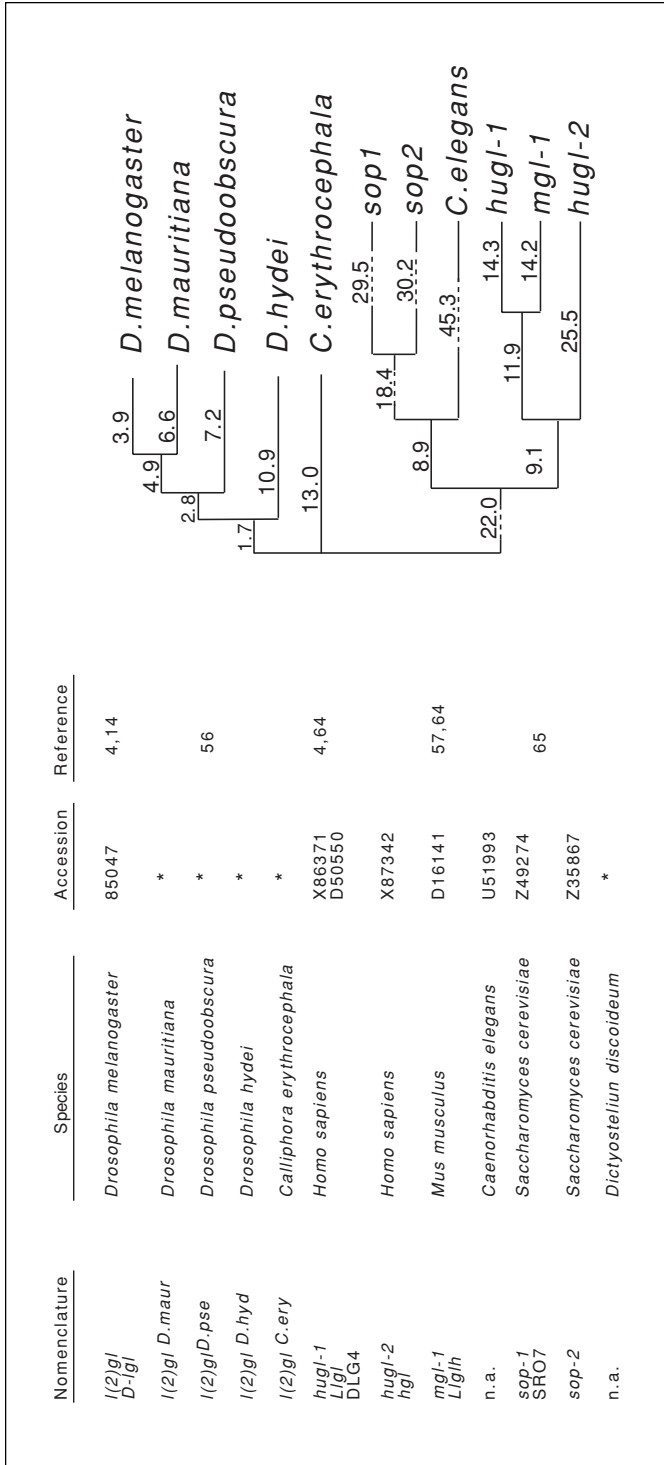 Nomenclature Species Accession Reference
l(2)gl Drosophila melanogaster 85047 4,14
D-lgl
l(2)gl D.maur Drosophila mauritiana *
l(2)gl D.pse Drosophila pseudoobscura * 56
l(2)gl D.hyd Drosophila hydei *
l(2)gl C.ery Calliphora erythrocephala *
hugl-1 Homo sapiens X86371 4,64
Llgl D50550
DLG4
hugl-2 Homo sapiens X87342
hgl
mgl-1 Mus musculus D16141 57,64
Llglh
n.a. Caenorhabditis elegans U51993
sop-1 Saccharomyces cerevisiae Z49274 65
SRO7
sop-2 Saccharomyces cerevisiae Z35867
n.a. Dictyosteliun discoideum *
3.9 D.melanogaster
4.9
6.6 D.mauritiana
2.8
7.2 D.pseudoobscura
1.7
10.9 D.hydei
13.0 C.erythrocephala
29.5 sop1
18.4
30.2 sop2
8.9
45.3 C.elegans
22.0
14.3 hugl-1
11.9
14.2 mgl-1
9.1
25.5 hugl-2